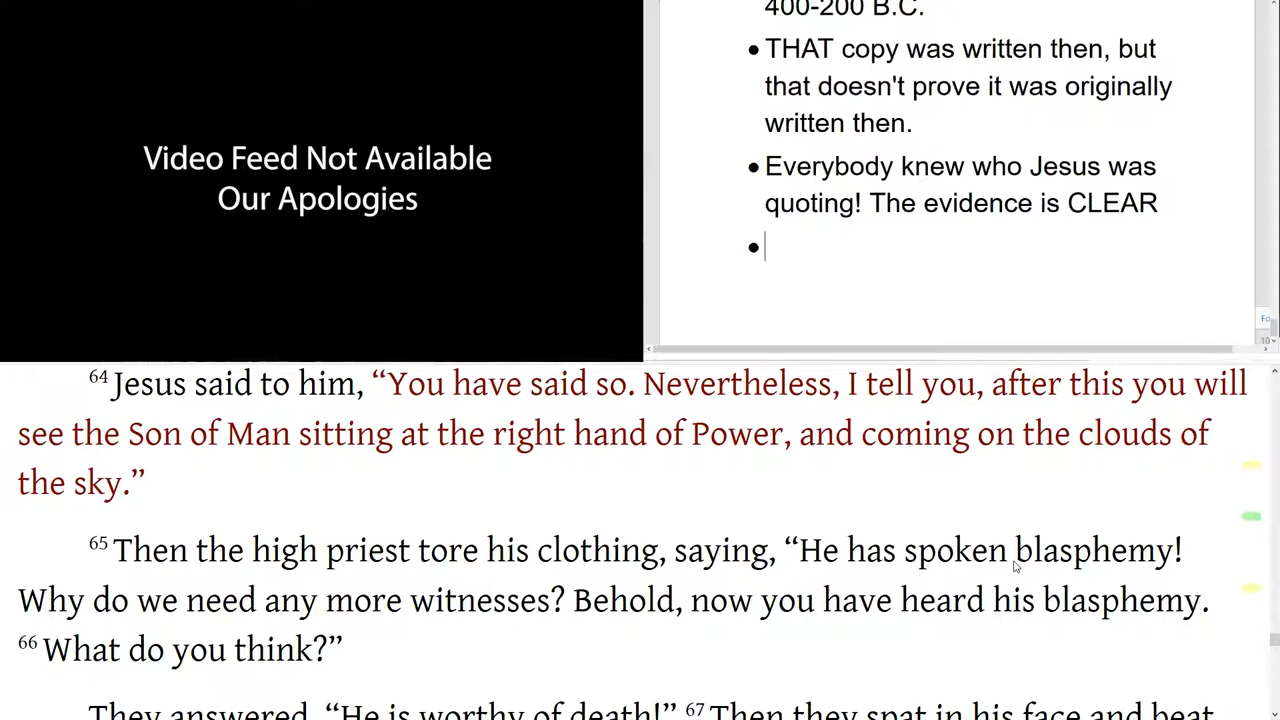 Video Feed Not Available
Our Apologies
400-200 B.C.
• THAT copy was written then, but
that doesn't prove it was originally
written then.
• Everybody knew who Jesus was
quoting! The evidence is CLEAR
•
Fo
10
64 Jesus said to him, “You have said so. Nevertheless, I tell you, after this you will
see the Son of Man sitting at the right hand of Power, and coming on the clouds of
the sky.”
65 Then the high priest tore his clothing, saying, “He has spoken blasphemy!
Why do we need any more witnesses? Behold, now you have heard his blasphemy.
66 What do you think?”
They answered, “He is worthy of death!” 67 Then they spat in his face and beat